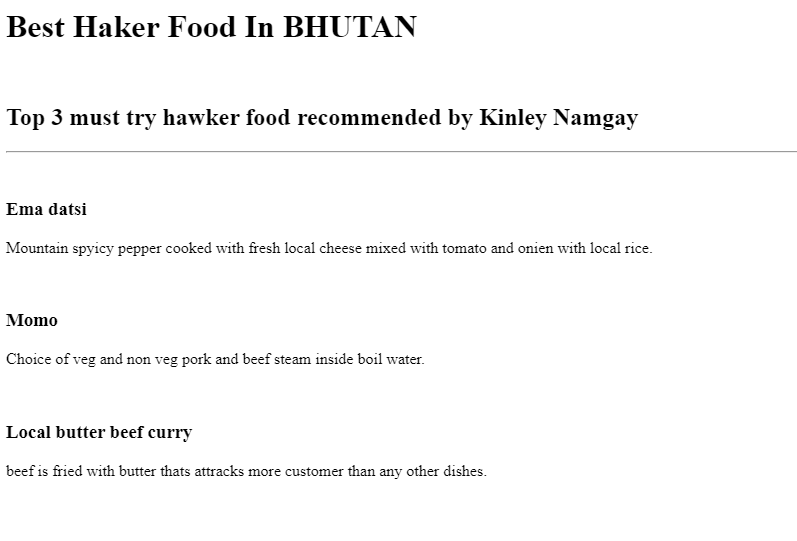 Best Haker Food In BHUTAN
Top 3 must try hawker food recommended by Kinley Namgay
Ema datsi
Mountain spyicy pepper cooked with fresh local cheese mixed with tomato and onien with local rice.
Momo
Choice of veg and non veg pork and beef steam inside boil water.
Local butter beef curry
beef is fried with butter thats attracks more customer than any other dishes.